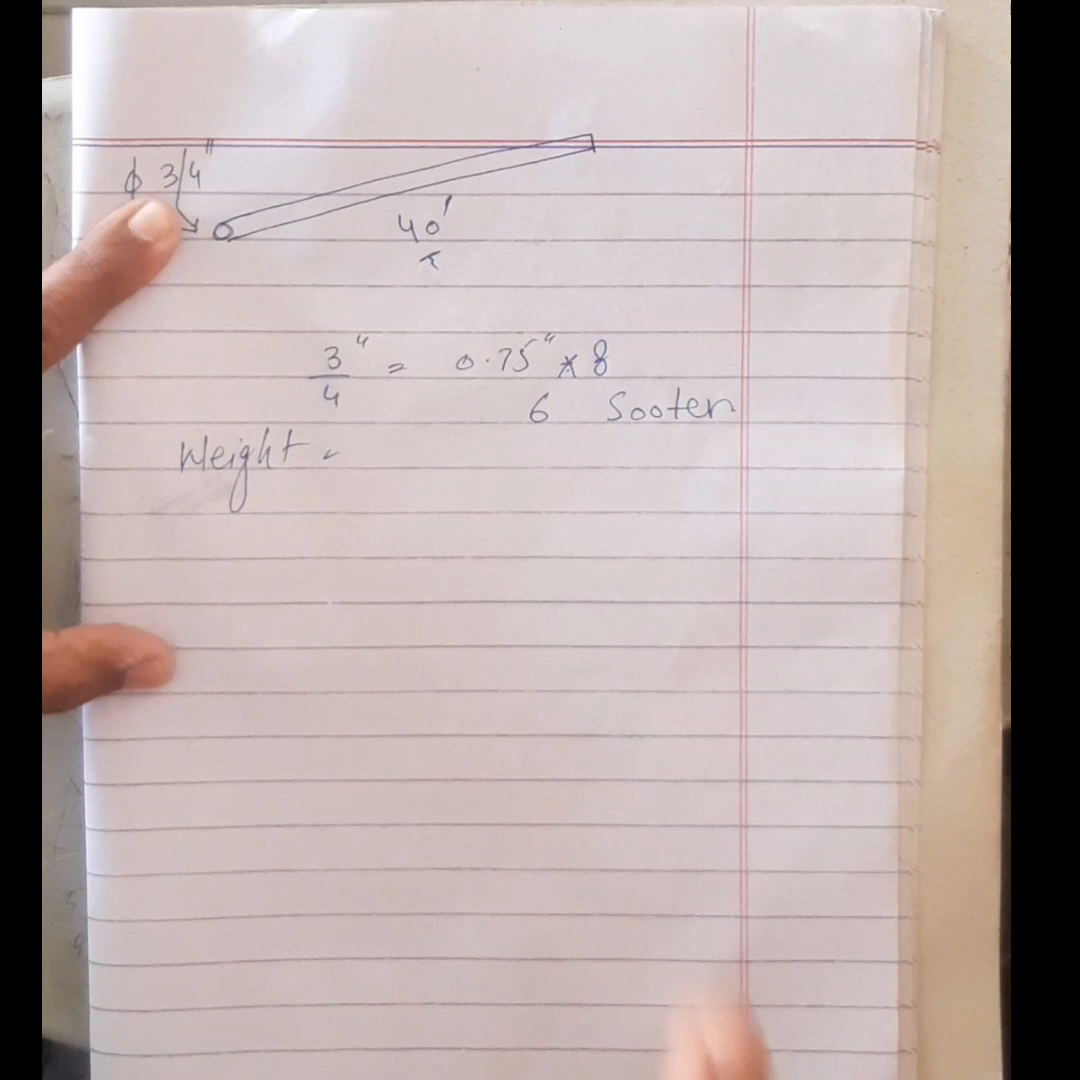 ϕ 3/4"
40'
3/4" = 0.75" * 8
6 Sooter
Weight =